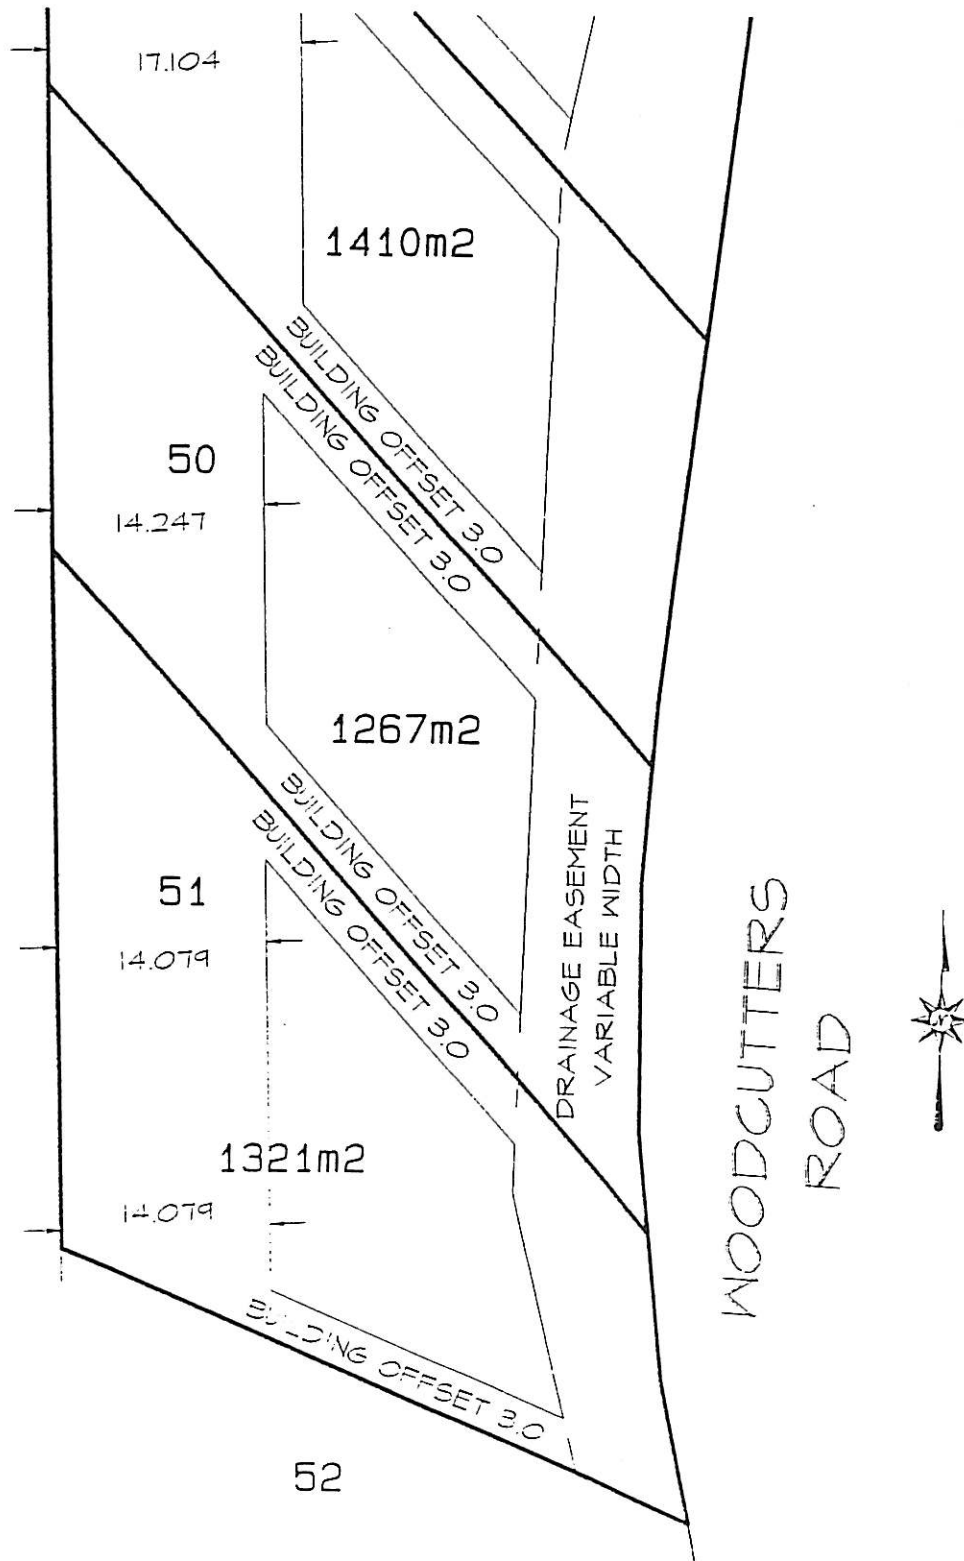 17.104
1410m2
BUILDING OFFSET 3.0
BUILDING OFFSET 3.0
50
14.247
1267m2
BUILDING OFFSET 3.0
BUILDING OFFSET 3.0
DRAINAGE EASEMENT
VARIABLE WIDTH
51
14.079
1321m2
14.079
BUILDING OFFSET 3.0
52
WOODCUTTERS
ROAD
N